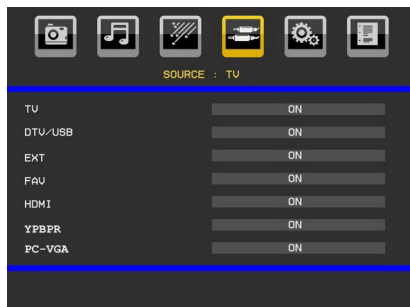 SOURCE : TV
TV ON
DTV/USB ON
EXT ON
FAV ON
HDMI ON
YPBPR ON
PC-VGA ON